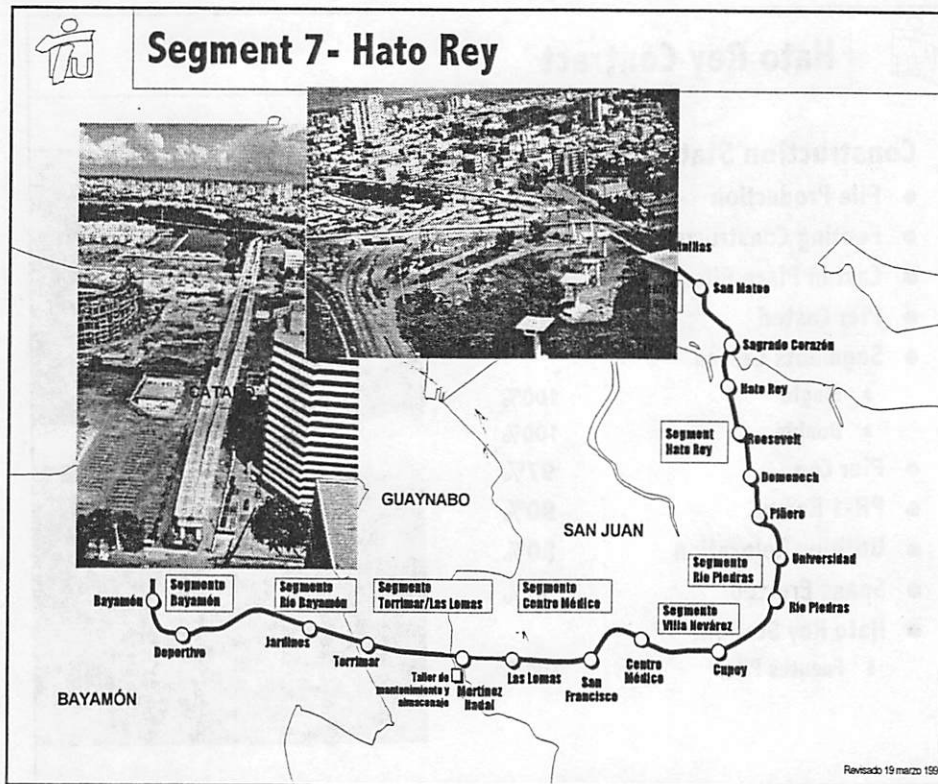 TU
Segment 7- Hato Rey
San Mateo
Sagrado Corazón
Hato Rey
Segment
Hato Rey
Roosevelt
Domenech
Piñero
CATAÑO
GUAYNABO
SAN JUAN
Universidad
Segmento
Río Piedras
Río Piedras
Segmento
Bayamón
Segmento
Río Bayamón
Segmento
Torrimar/Las Lomas
Segmento
Centro Médico
Segmento
Villa Nevárez
Bayamón
Deportivo
Jardines
Torrimar
Taller de
mantenimiento y
almacenaje
Martínez
Nadal
Las Lomas
San
Francisco
Centro
Médico
Cupey
BAYAMÓN
Revisado 19 marzo 199